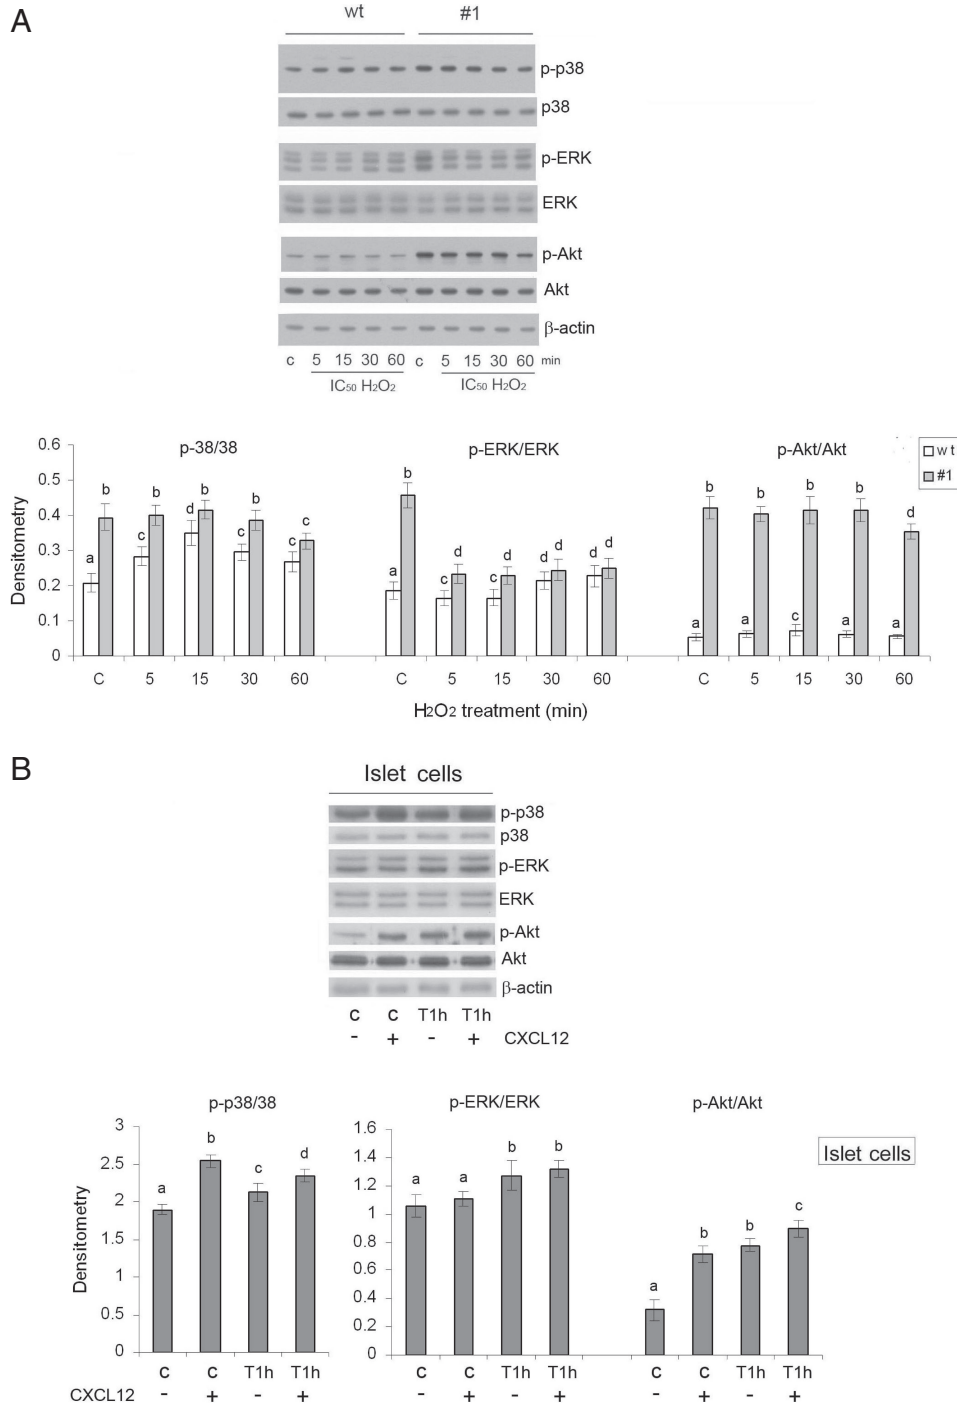 A
wt #1
p-p38
p38
p-ERK
ERK
p-Akt
Akt
β-actin
c 5 15 30 60 c 5 15 30 60 min
IC50 H2O2 IC50 H2O2
p-38/38 p-ERK/ERK p-Akt/Akt
wt
#1
Densitometry
0.6
0.5
0.4
0.3
0.2
0.1
0
a b c b d b c b c c
a b c d c d d d d d
a b a b c b a b a d
C 5 15 30 60 C 5 15 30 60 C 5 15 30 60
H2O2 treatment (min)
B
Islet cells
p-p38
p38
p-ERK
ERK
p-Akt
Akt
β-actin
c c T1h T1h
- + - + CXCL12
p-p38/38 p-ERK/ERK p-Akt/Akt
Islet cells
Densitometry
3
2.5
2
1.5
1
0.5
0
a b c d
1.6
1.4
1.2
1
0.8
0.6
0.4
0.2
0
a a b b
a b b c
c c T1h T1h c c T1h T1h c c T1h T1h
CXCL12 - + - + - + - + - + - +